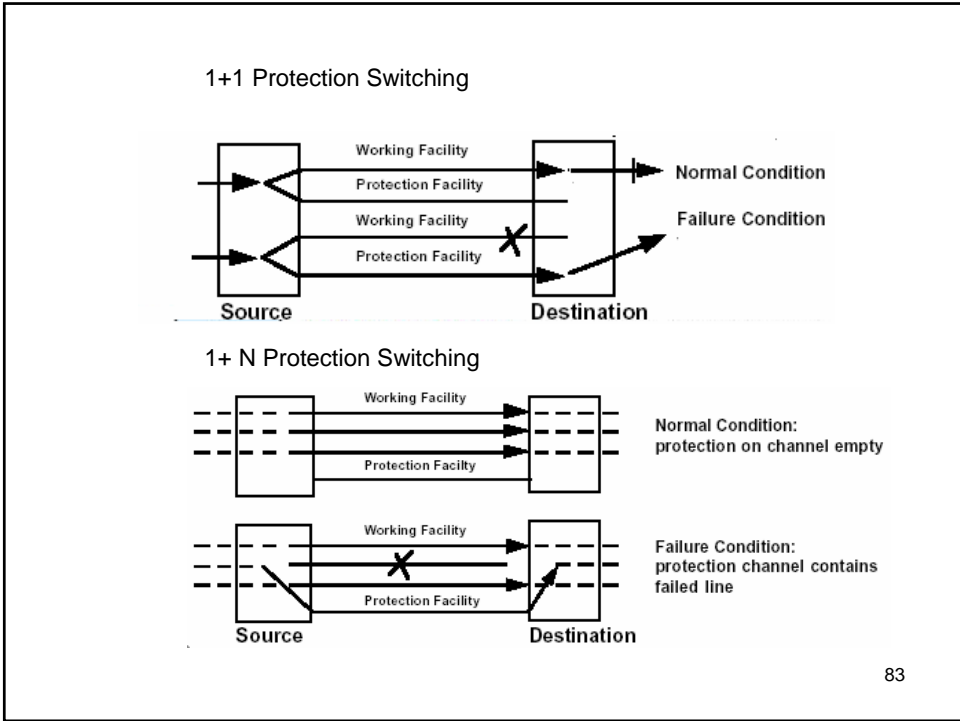 1+1 Protection Switching
Working Facility
Protection Facility
Normal Condition
Working Facility
Failure Condition
Protection Facility
Source
Destination
1+ N Protection Switching
Working Facility
Normal Condition:
protection on channel empty
Protection Facilty
Working Facility
Failure Condition:
protection channel contains
failed line
Protection Facility
Source
Destination
83